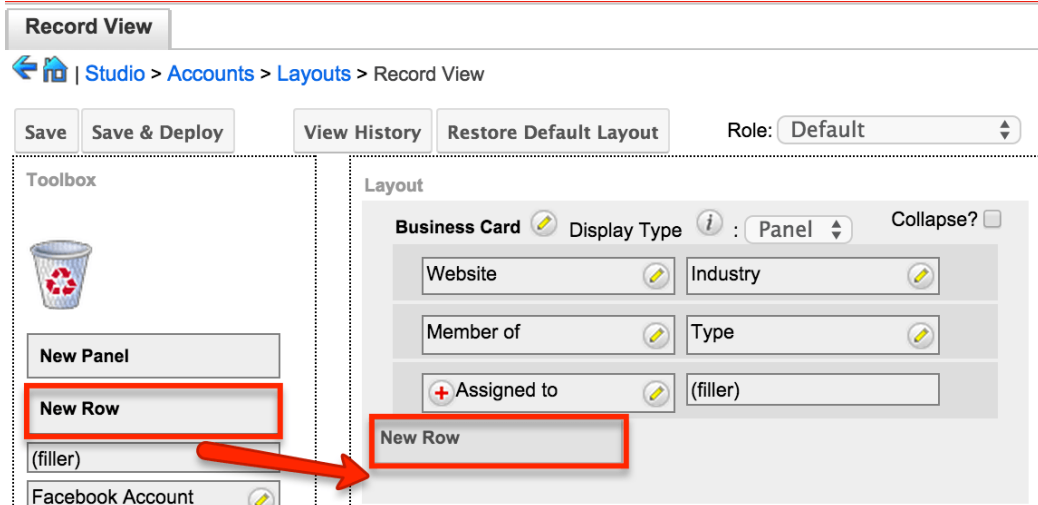 Record View
| Studio > Accounts > Layouts > Record View
Save Save & Deploy View History Restore Default Layout Role: Default
Toolbox
Layout
Business Card Display Type i : Panel Collapse?
Website Industry
Member of Type
New Panel
Assigned to (filler)
New Row
New Row
(filler)
Facebook Account